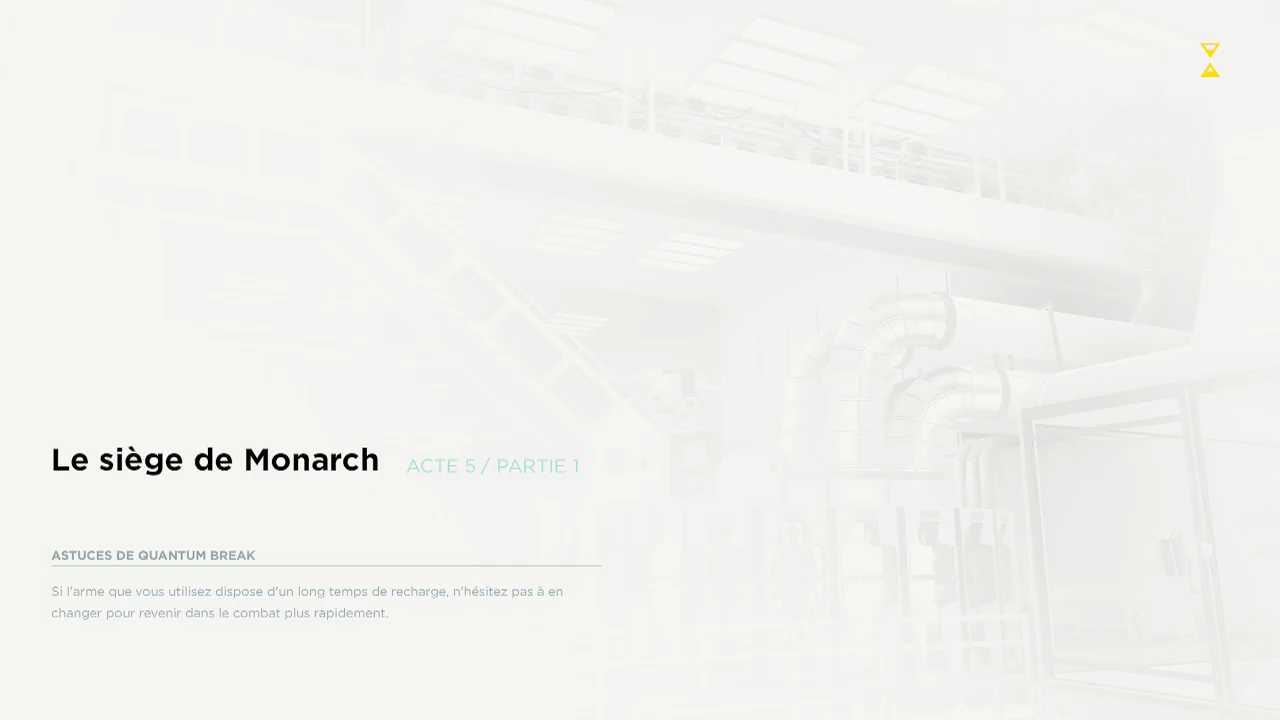 Le siège de Monarch ACTE 5 / PARTIE 1
ASTUCES DE QUANTUM BREAK
Si l'arme que vous utilisez dispose d'un long temps de recharge, n'hésitez pas à en
changer pour revenir dans le combat plus rapidement.